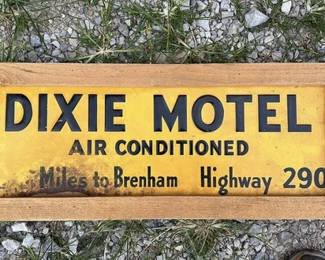 DIXIE MOTEL
AIR CONDITIONED
Miles to Brenham Highway 290